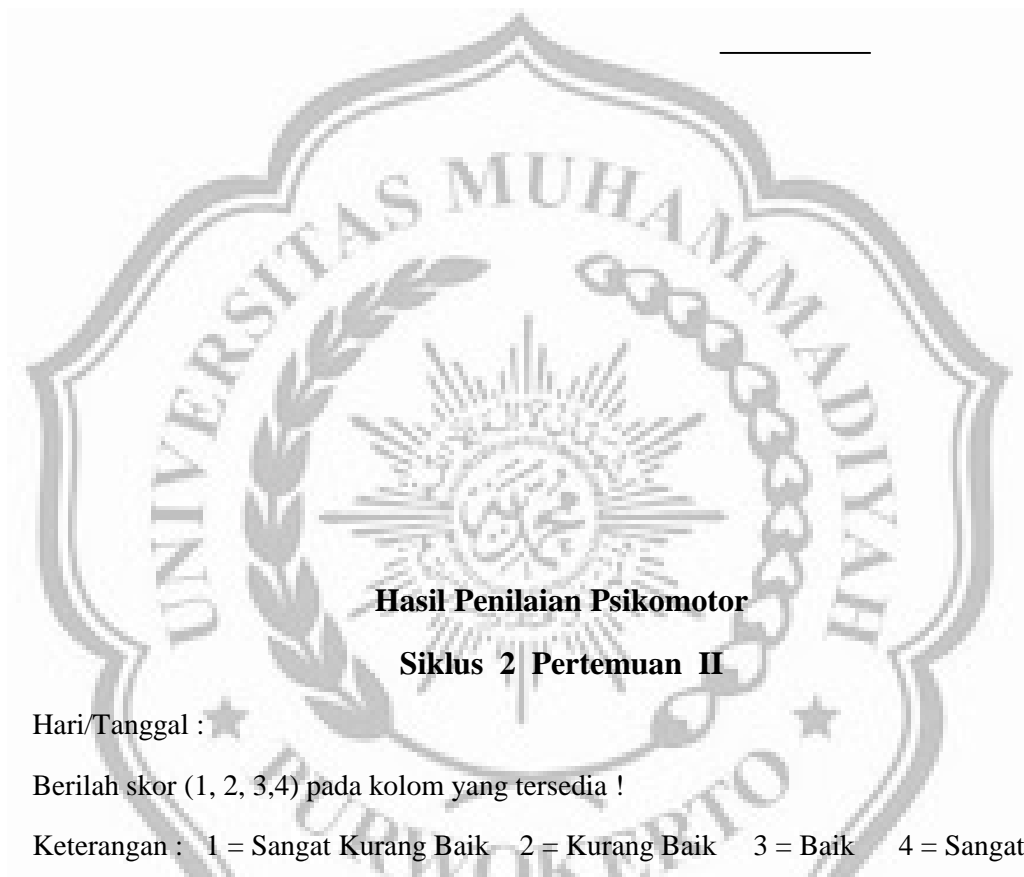 UNIVERSITAS MUHAMMADIYAH
PURWOKERTO
Hasil Penilaian Psikomotor
Siklus 2 Pertemuan II
Hari/Tanggal :
Berilah skor (1, 2, 3,4) pada kolom yang tersedia !
Keterangan : 1 = Sangat Kurang Baik 2 = Kurang Baik 3 = Baik 4 = Sangat